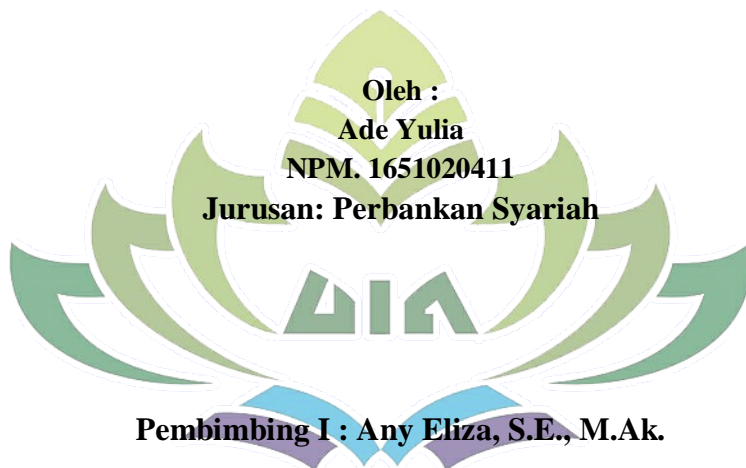 Oleh :
Ade Yulia
NPM. 1651020411
Jurusan: Perbankan Syariah
UIN
Pembimbing I : Any Eliza, S.E., M.Ak.